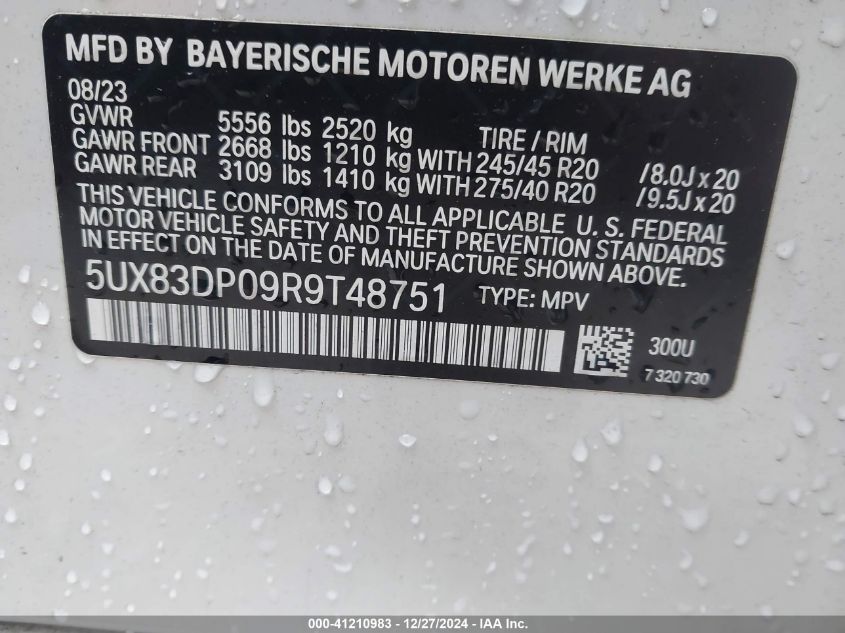 MFD BY BAYERISCHE MOTOREN WERKE AG
08/23
GVWR 5556 lbs 2520 kg TIRE / RIM
GAWR FRONT 2668 lbs 1210 kg WITH 245/45 R20 /8.0J x 20
GAWR REAR 3109 lbs 1410 kg WITH 275/40 R20 /9.5J x 20
THIS VEHICLE CONFORMS TO ALL APPLICABLE U. S. FEDERAL
MOTOR VEHICLE SAFETY AND THEFT PREVENTION STANDARDS
IN EFFECT ON THE DATE OF MANUFACTURE SHOWN ABOVE.
5UX83DP09R9T48751 TYPE: MPV
300U
7 320 730
000-41210983 - 12/27/2024 - IAA Inc.